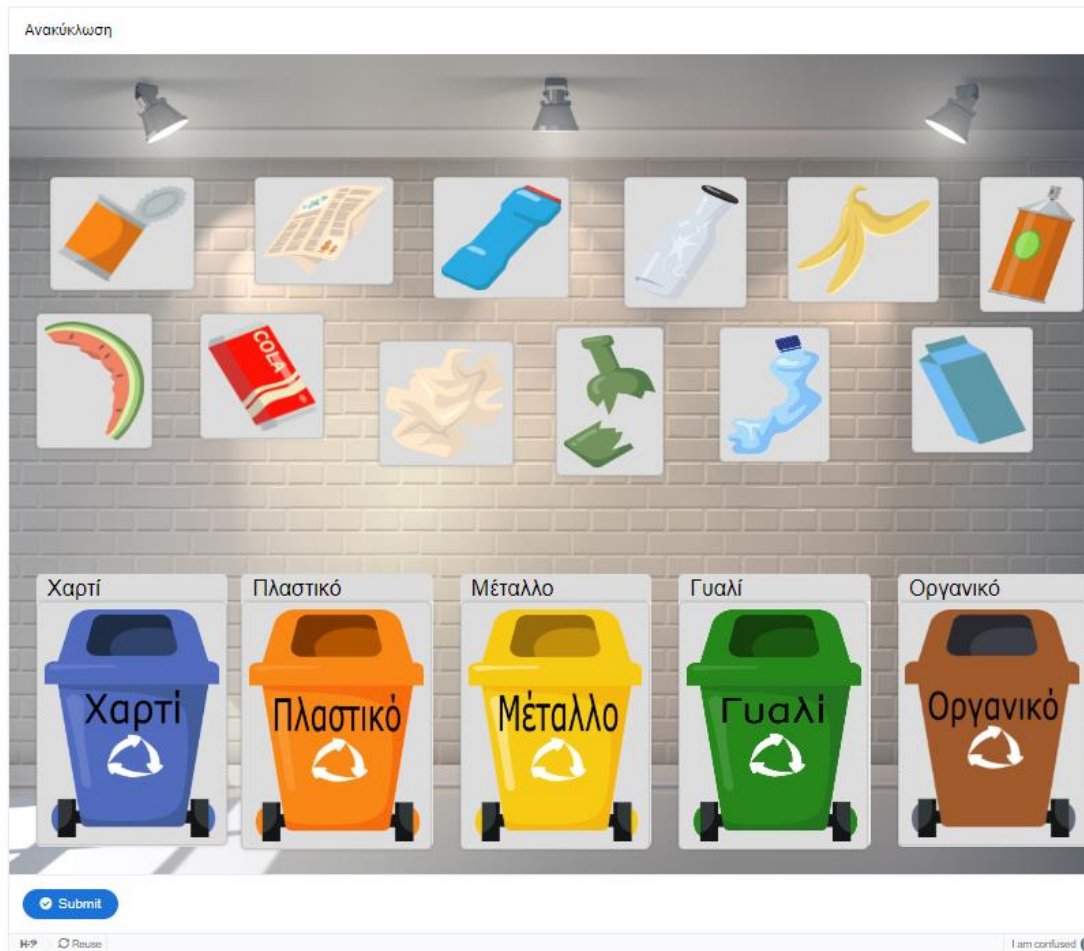 Ανακύκλωση
COLA
Χαρτί
Πλαστικό
Μέταλλο
Γυαλί
Οργανικό
Χαρτί
Πλαστικό
Μέταλλο
Γυαλί
Οργανικό
Submit
H-P
Reuse
I am confused